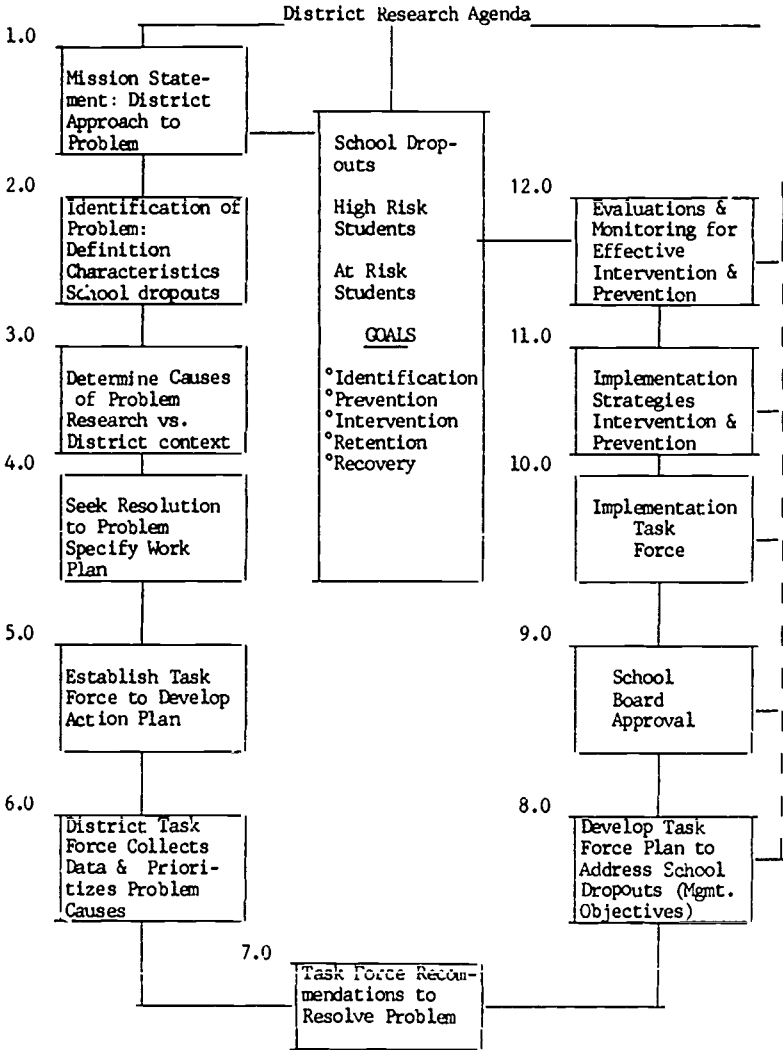 District Research Agenda
1.0
Mission State-
ment: District
Approach to
Problem
2.0
Identification of
Problem:
Definition
Characteristics
School dropouts
3.0
Determine Causes
of Problem
Research vs.
District context
4.0
Seek Resolution
to Problem
Specify Work
Plan
5.0
Establish Task
Force to Develop
Action Plan
6.0
District Task
Force Collects
Data & Priori-
tizes Problem
Causes
7.0
Task Force Recom-
mendations to
Resolve Problem
School Drop-
outs
High Risk
Students
At Risk
Students
GOALS
°Identification
°Prevention
°Intervention
°Retention
°Recovery
12.0
Evaluations &
Monitoring for
Effective
Intervention &
Prevention
11.0
Implementation
Strategies
Intervention &
Prevention
10.0
Implementation
Task
Force
9.0
School
Board
Approval
8.0
Develop Task
Force Plan to
Address School
Dropouts (Mgmt.
Objectives)